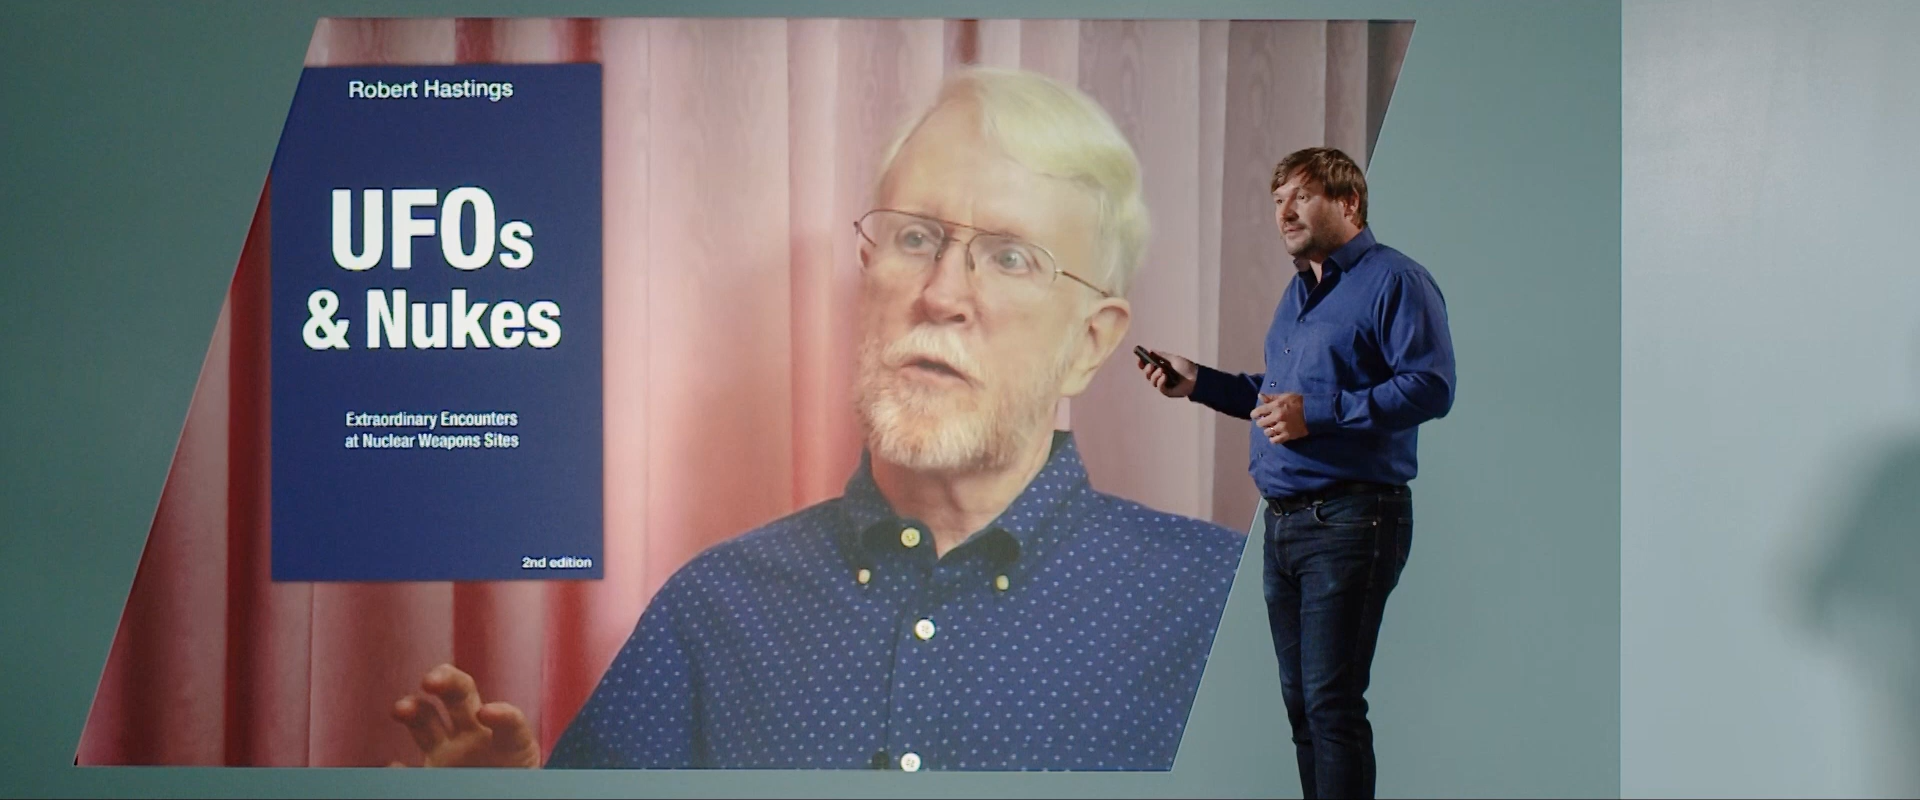 Robert Hastings
UFOs
& Nukes
Extraordinary Encounters
at Nuclear Weapons Sites
2nd edition